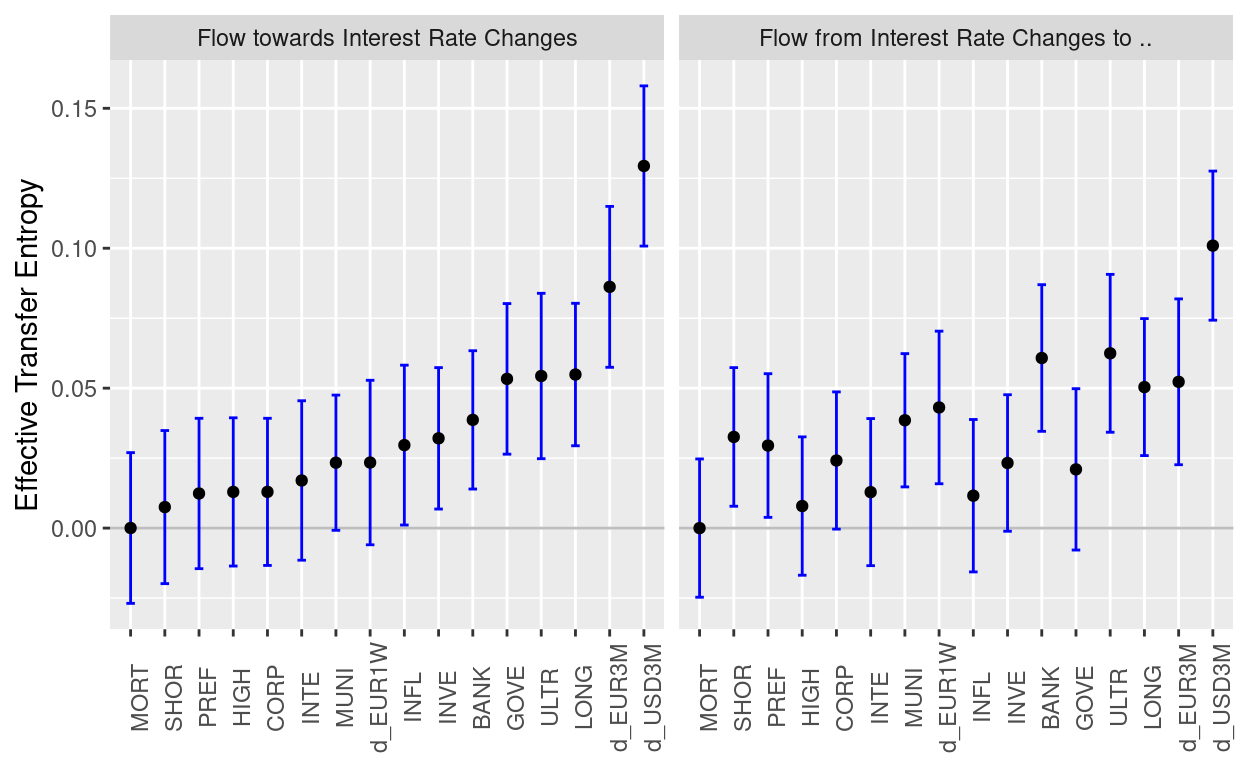 Flow towards Interest Rate Changes
Flow from Interest Rate Changes to ..
Effective Transfer Entropy
0.15
0.10
0.05
0.00
MORT
SHOR
PREF
HIGH
CORP
INTE
MUNI
d_EUR1W
INFL
INVE
BANK
GOVE
ULTR
LONG
d_EUR3M
d_USD3M
MORT
SHOR
PREF
HIGH
CORP
INTE
MUNI
d_EUR1W
INFL
INVE
BANK
GOVE
ULTR
LONG
d_EUR3M
d_USD3M